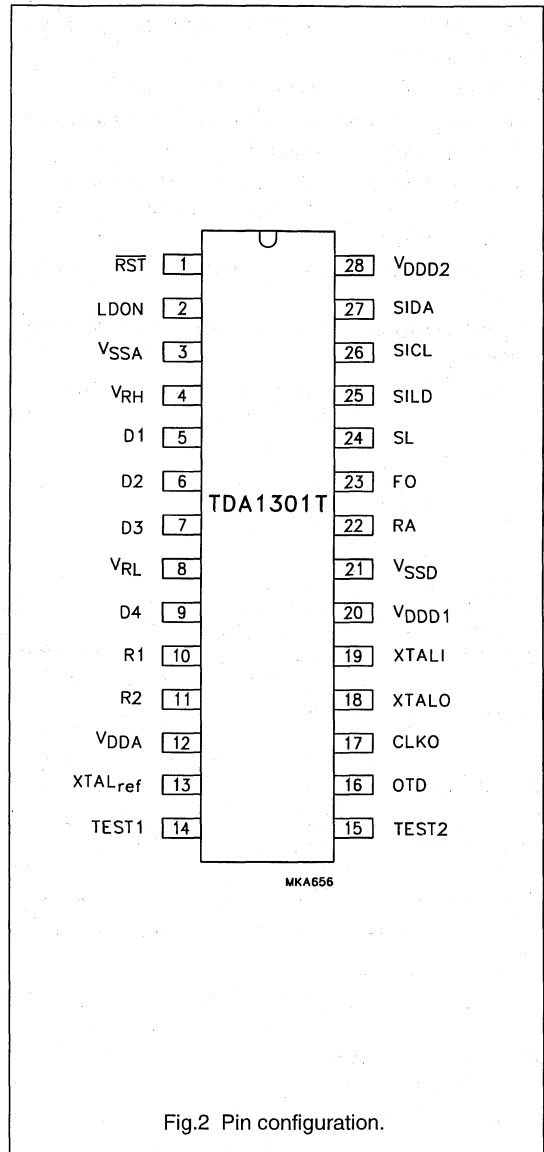 RST 1 28 VDDD2
LDON 2 27 SIDA
VSSA 3 26 SICL
VRH 4 25 SILD
D1 5 24 SL
D2 6 23 FO
TDA1301T
D3 7 22 RA
VRL 8 21 VSSD
D4 9 20 VDDD1
R1 10 19 XTALI
R2 11 18 XTALO
VDDA 12 17 CLKO
XTALref 13 16 OTD
TEST1 14 15 TEST2
MKA656
Fig.2 Pin configuration.